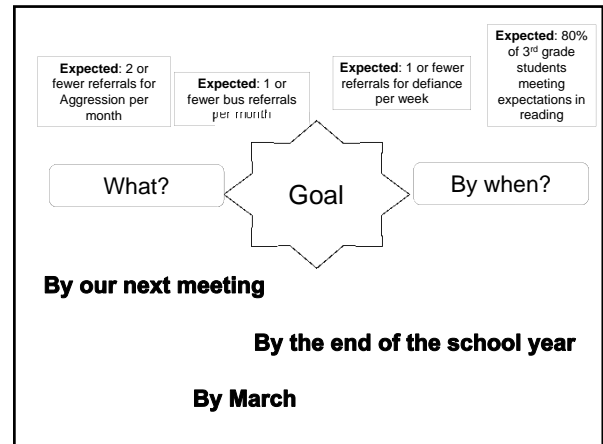 Expected: 2 or
fewer referrals for
Aggression per
month
Expected: 1 or
fewer bus referrals
per month
Expected: 1 or fewer
referrals for defiance
per week
Expected: 80%
of 3rd grade
students
meeting
expectations in
reading
What?
Goal
By when?
By our next meeting
By the end of the school year
By March